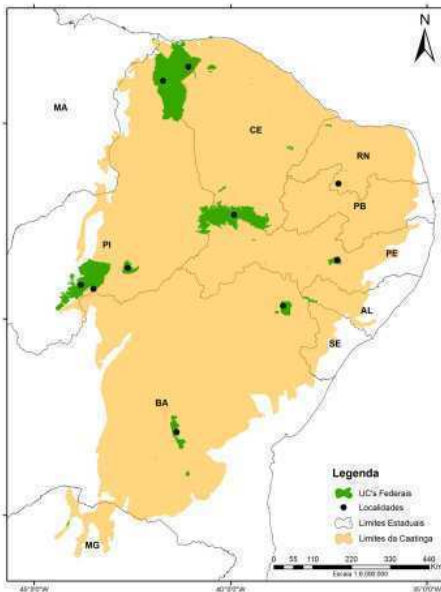 N
MA
CE
RN
PB
PI
PE
AL
SE
BA
MG
Legenda
UC's Federais
Localidades
Limites Estaduais
Limites da Caatinga
0 55 110 220 330 440
Km